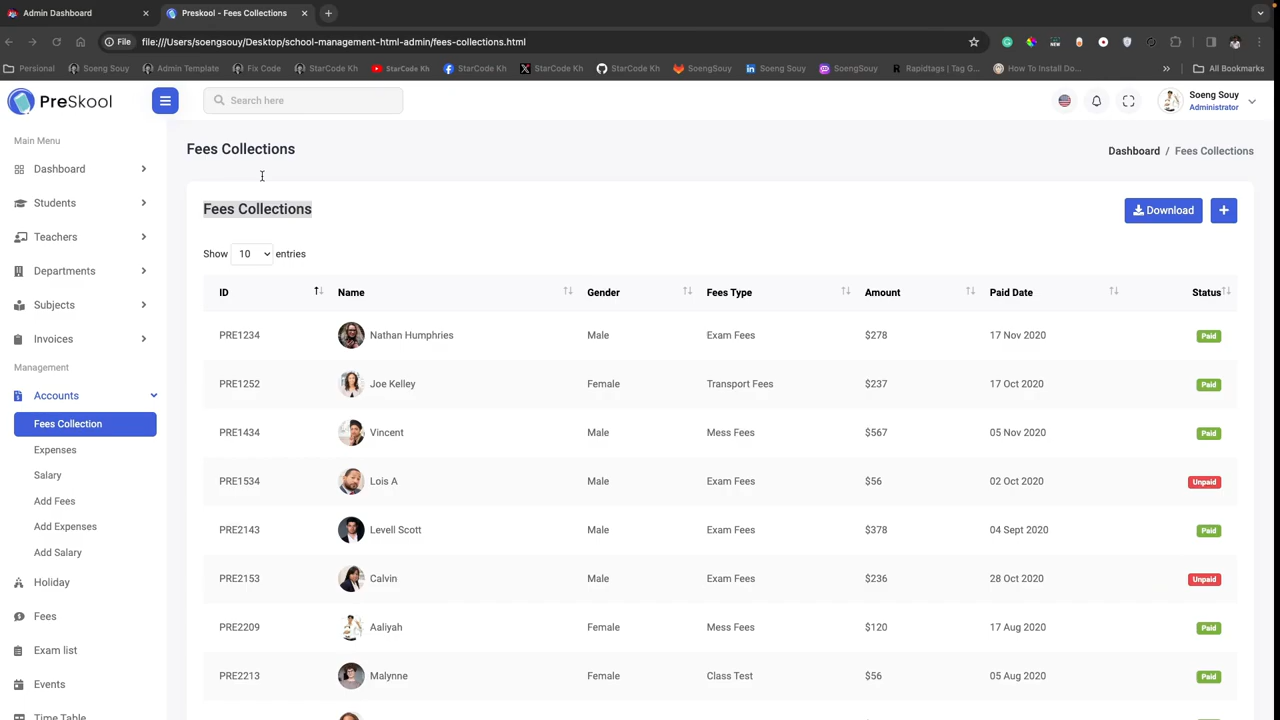 Admin Dashboard
Preskool - Fees Collections
File
file:///Users/soengsouy/Desktop/school-management-html-admin/fees-collections.html
Persional
Soeng Souy
Admin Template
Fix Code
StarCode Kh
StarCode Kh
StarCode Kh
StarCode Kh
StarCode Kh
SoengSouy
Soeng Souy
SoengSouy
Rapidtags | Tag G...
How To Install Do...
All Bookmarks
PreSkool
Search here
Soeng Souy
Administrator
Main Menu
Dashboard
Students
Teachers
Departments
Subjects
Invoices
Management
Accounts
Fees Collection
Expenses
Salary
Add Fees
Add Expenses
Add Salary
Holiday
Fees
Exam list
Events
Time Table
Fees Collections
Dashboard / Fees Collections
Fees Collections
Download
Show 10 entries
ID Name Gender Fees Type Amount Paid Date Status
PRE1234 Nathan Humphries Male Exam Fees $278 17 Nov 2020 Paid
PRE1252 Joe Kelley Female Transport Fees $237 17 Oct 2020 Paid
PRE1434 Vincent Male Mess Fees $567 05 Nov 2020 Paid
PRE1534 Lois A Male Exam Fees $56 02 Oct 2020 Unpaid
PRE2143 Levell Scott Male Exam Fees $378 04 Sept 2020 Paid
PRE2153 Calvin Male Exam Fees $236 28 Oct 2020 Unpaid
PRE2209 Aaliyah Female Mess Fees $120 17 Aug 2020 Paid
PRE2213 Malynne Female Class Test $56 05 Aug 2020 Paid